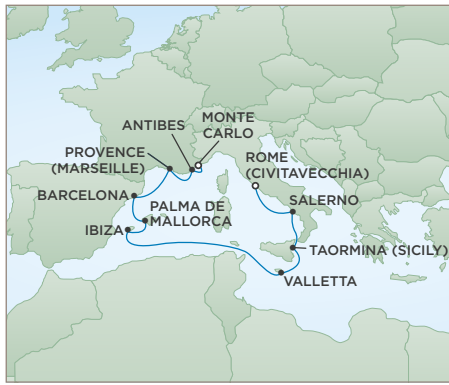 MONTE
CARLO
ANTIBES
PROVENCE
(MARSEILLE)
ROME
(CIVITAVECCHIA)
BARCELONA
PALMA DE
MALLORCA
SALERNO
IBIZA
TAORMINA (SICILY)
VALLETTA